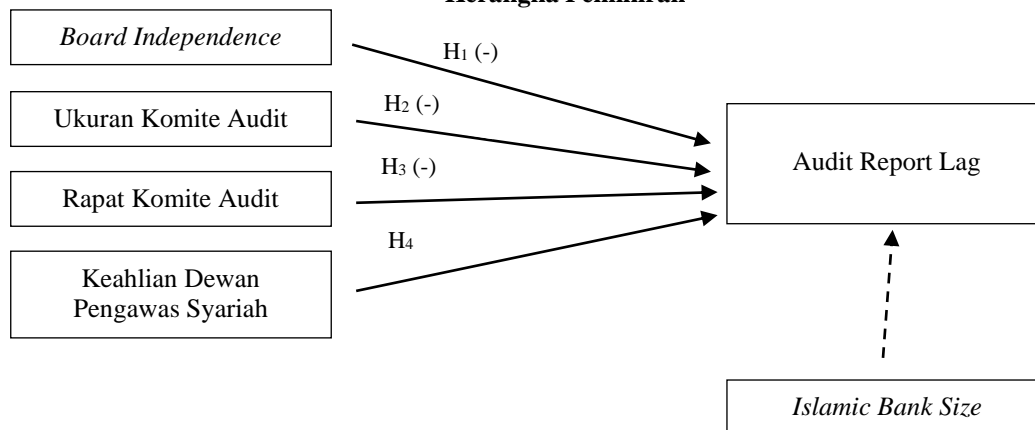 Kerangka Pemikiran
Board Independence
H1 (-)
Ukuran Komite Audit
H2 (-)
Rapat Komite Audit
H3 (-)
Keahlian Dewan
Pengawas Syariah
H4
Audit Report Lag
Islamic Bank Size